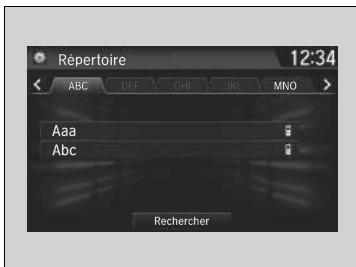 Répertoire 12:34
ABC DEF GHI JKL MNO
Aaa
Abc
Rechercher